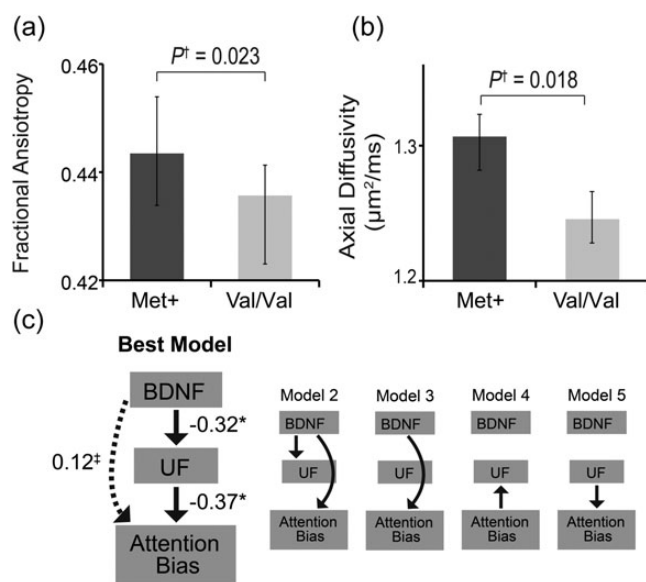 (a)
P† = 0.023
Fractional Ansiotropy
0.46
0.44
0.42
Met+ Val/Val
(b)
P† = 0.018
Axial Diffusivity
(µm²/ms)
1.3
1.2
Met+ Val/Val
(c)
Best Model
BDNF
-0.32*
0.12‡
UF
-0.37*
Attention
Bias
Model 2 Model 3 Model 4 Model 5
BDNF BDNF BDNF BDNF
UF UF UF UF
Attention Attention Attention Attention
Bias Bias Bias Bias